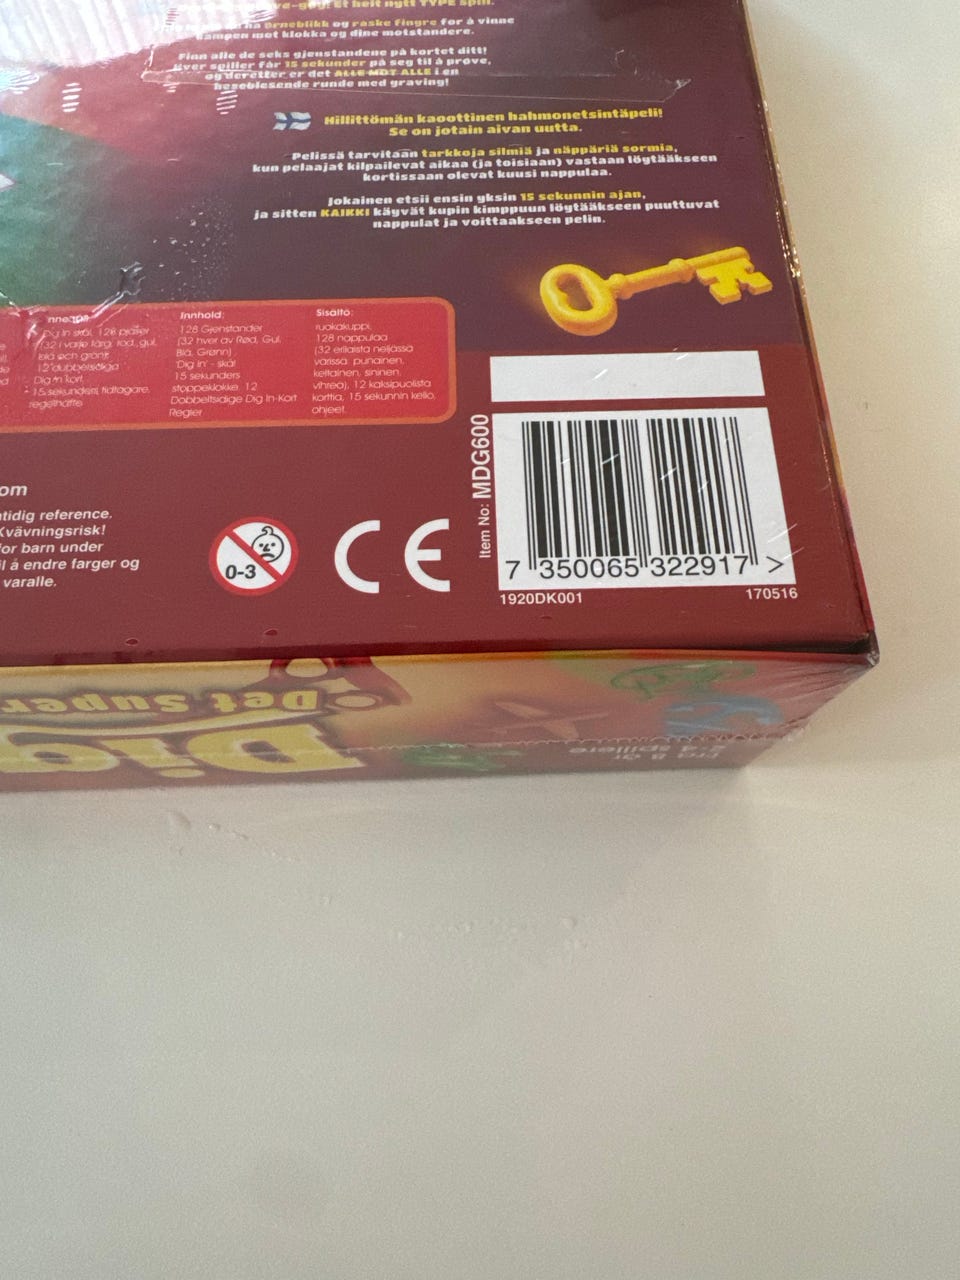 Et helt nytt TYPE spill.
ha ørneblikk og raske fingre for å vinne
kampen mot klokka og dine motstandere.
Finn alle de seks gjenstandene på kortet ditt!
Hver spiller får 15 sekunder på seg til å prøve,
og deretter er det ALLE MOT ALLE i en
heseblesende runde med graving!
Hillittömän kaoottinen hahmonetsintäpeli!
Se on jotain aivan uutta.
Pelissä tarvitaan tarkkoja silmiä ja näppäriä sormia,
kun pelaajat kilpailevat aikaa (ja toisiaan) vastaan löytääkseen
kortissaan olevat kuusi nappulaa.
Jokainen etsii ensin yksin 15 sekunnin ajan,
ja sitten KAIKKI käyvät kupin kimppuun löytääkseen puuttuvat
nappulat ja voittaakseen pelin.
Dig In skål, 128 pjäser
(32 i varje färg, röd, gul,
blå och grön),
12 dubbelsidiga
Dig In kort,
15 sekunders tidtagare,
regelhäfte
Innhold:
128 Gjenstander
(32 hver av Rød, Gul,
Blå, Grønn)
'Dig In' - skål
15 sekunders
stoppeklokke, 12
Dobbeltsidige Dig In-Kort
Regler
Sisältö:
ruokakuppi,
128 nappulaa
(32 erilaista neljässä
värissä: punainen,
keltainen, sininen,
vihreä), 12 kaksipuolista
korttia, 15 sekunnin kello,
ohjeet.
om
tidig reference.
Kvävningsrisk!
for barn under
il å endre farger og
varalle.
0-3
CE
Item No: MDG600
7 350065 322917 >
1920DK001
170516
Det Super
Dig
Fra 8 år
2-4 spillere